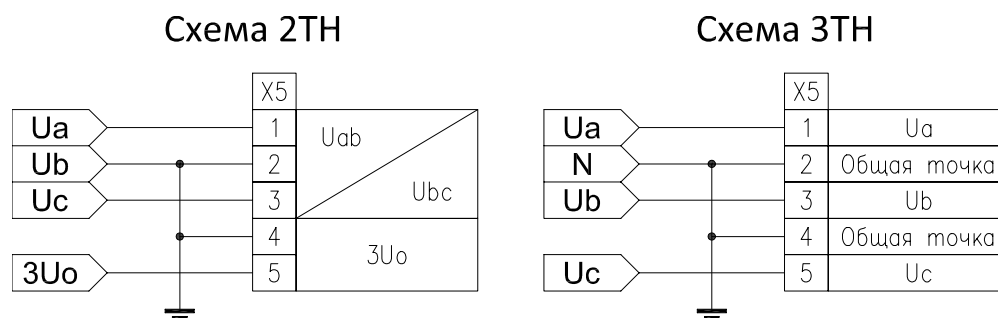 Схема 2ТН
X5
Ua
1
Uab
Ub
2
Uc
3
Ubc
4
3Uo
3Uo
5
Схема 3ТН
X5
Ua
1
Ua
N
2
Общая точка
Ub
3
Ub
4
Общая точка
Uc
5
Uc